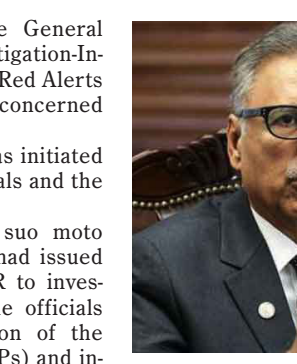 General
tigation-In-
Red Alerts
concerned
s initiated
als and the
suo moto
had issued
R to inves-
e officials
on of the
Ps) and in-